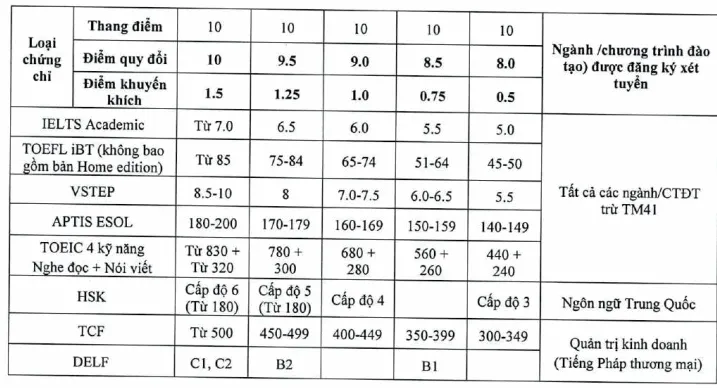 Loại chứng chỉ | Thang điểm | 10 | 10 | 10 | 10 | 10 | Ngành /chương trình đào tạo) được đăng ký xét tuyển
Điểm quy đổi | 10 | 9.5 | 9.0 | 8.5 | 8.0
Điểm khuyến khích | 1.5 | 1.25 | 1.0 | 0.75 | 0.5
IELTS Academic | Từ 7.0 | 6.5 | 6.0 | 5.5 | 5.0 | Tất cả các ngành/CTĐT trừ TM41
TOEFL iBT (không bao gồm bản Home edition) | Từ 85 | 75-84 | 65-74 | 51-64 | 45-50
VSTEP | 8.5-10 | 8 | 7.0-7.5 | 6.0-6.5 | 5.5
APTIS ESOL | 180-200 | 170-179 | 160-169 | 150-159 | 140-149
TOEIC 4 kỹ năng Nghe đọc + Nói viết | Từ 830 + Từ 320 | 780 + 300 | 680 + 280 | 560 + 260 | 440 + 240
HSK | Cấp độ 6 (Từ 180) | Cấp độ 5 (Từ 180) | Cấp độ 4 | | Cấp độ 3 | Ngôn ngữ Trung Quốc
TCF | Từ 500 | 450-499 | 400-449 | 350-399 | 300-349 | Quản trị kinh doanh (Tiếng Pháp thương mại)
DELF | C1, C2 | B2 | | B1 |